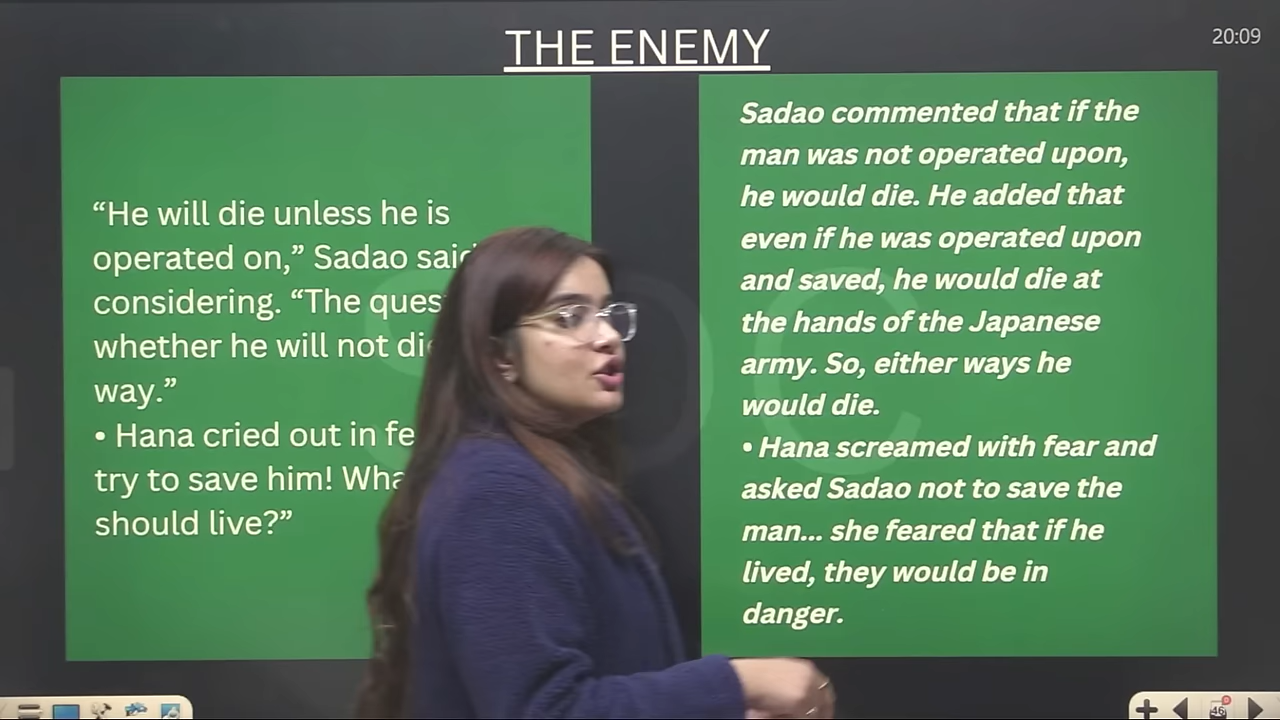 THE ENEMY
20:09
“He will die unless he is
operated on,” Sadao said
considering. “The
whether he will not
way.”
• Hana cried out in
try to save him!
should live?”
Sadao commented that if the
man was not operated upon,
he would die. He added that
even if he was operated upon
and saved, he would die at
the hands of the Japanese
army. So, either ways he
would die.
• Hana screamed with fear and
asked Sadao not to save the
man... she feared that if he
lived, they would be in
danger.
46